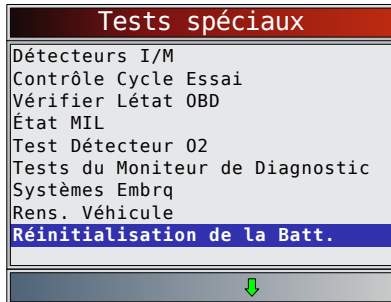 Tests spéciaux
Détecteurs I/M
Contrôle Cycle Essai
Vérifier Létat OBD
État MIL
Test Détecteur O2
Tests du Moniteur de Diagnostic
Systèmes Embrq
Rens. Véhicule
Réinitialisation de la Batt.